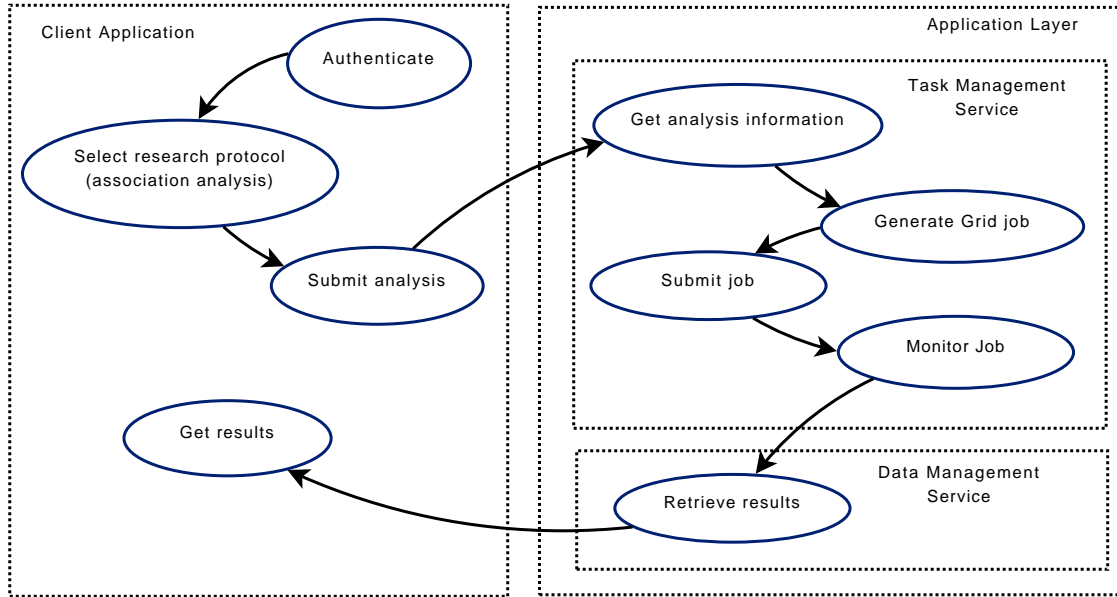 Client Application
Authenticate
Select research protocol
(association analysis)
Submit analysis
Get results
Application Layer
Task Management
Service
Get analysis information
Generate Grid job
Submit job
Monitor Job
Data Management
Service
Retrieve results